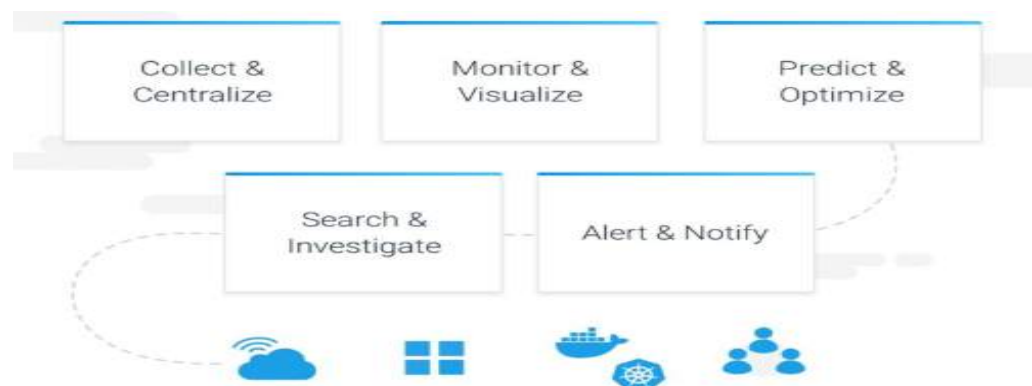 Collect &
Centralize
Monitor &
Visualize
Predict &
Optimize
Search &
Investigate
Alert & Notify